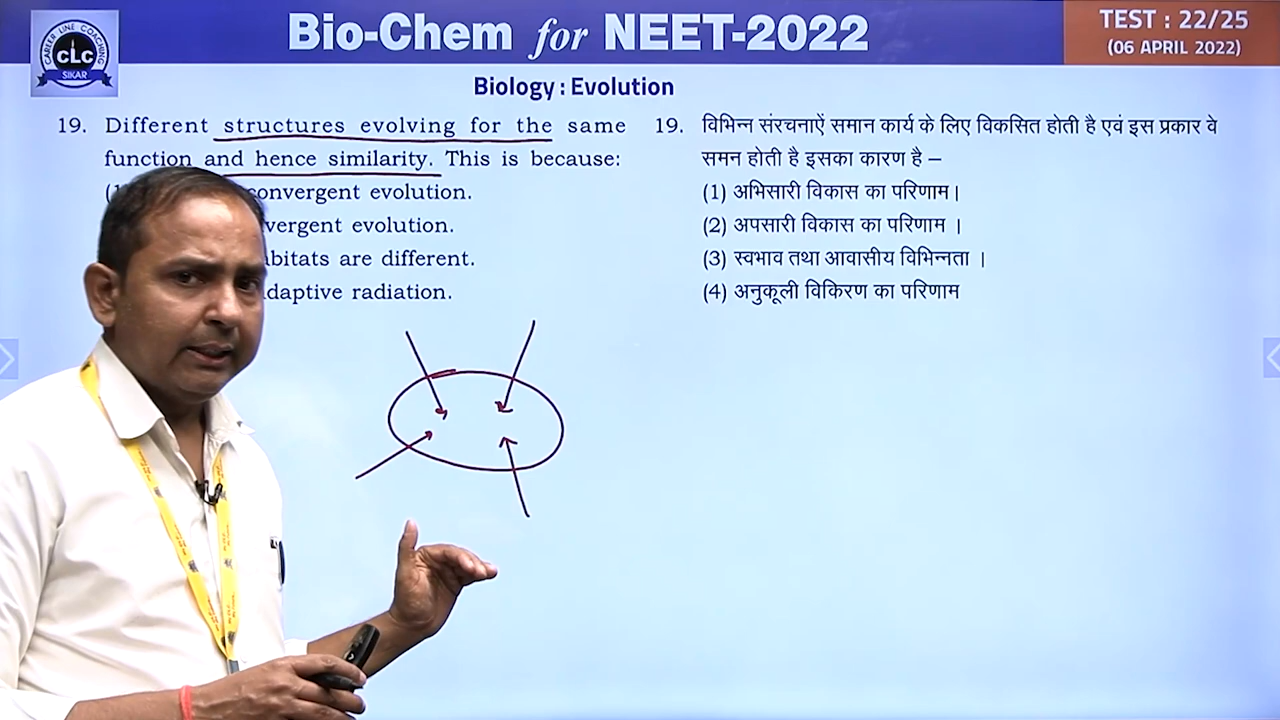 CAREER LINE COACHING
CLC
SIKAR
Bio-Chem for NEET-2022
TEST : 22/25
(06 APRIL 2022)
Biology : Evolution
19. Different structures evolving for the same
function and hence similarity. This is because:
convergent evolution.
vergent evolution.
abitats are different.
daptive radiation.
19. विभिन्न संरचनाऐं समान कार्य के लिए विकसित होती है एवं इस प्रकार वे
समन होती है इसका कारण है –
(1) अभिसारी विकास का परिणाम।
(2) अपसारी विकास का परिणाम ।
(3) स्वभाव तथा आवासीय विभिन्नता ।
(4) अनुकूली विकिरण का परिणाम